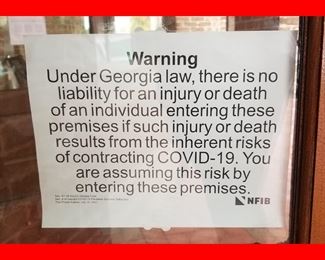 Warning
Under Georgia law, there is no
liability for an injury or death
of an individual entering these
premises if such injury or death
results from the inherent risks
of contracting COVID-19. You
are assuming this risk by
entering these premises.
NFIB